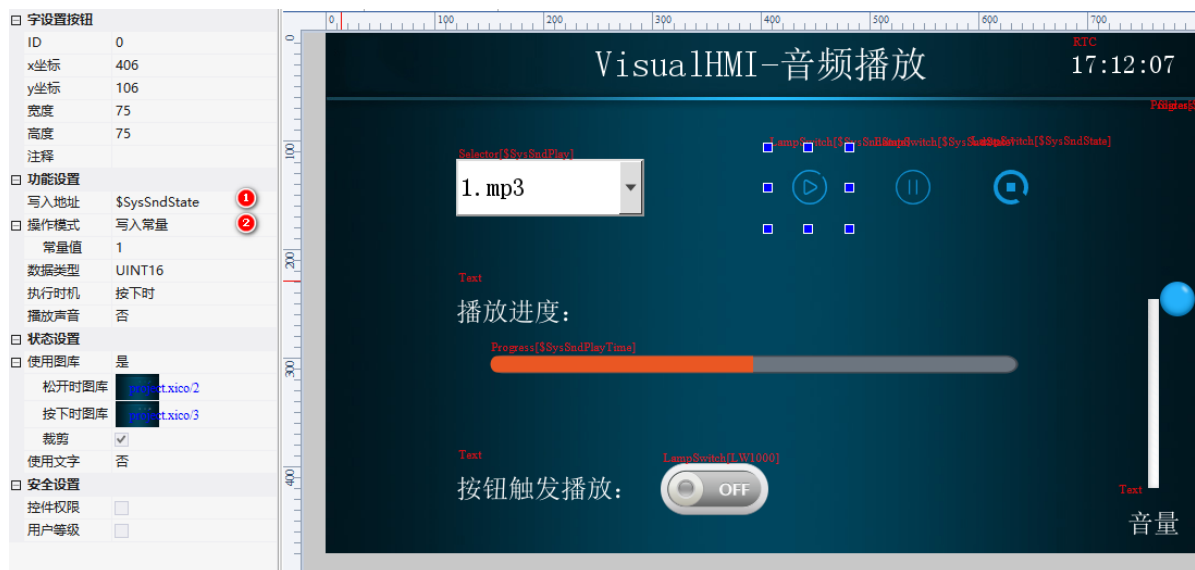 字设置按钮
ID 0
x坐标 406
y坐标 106
宽度 75
高度 75
注释
功能设置
写入地址 $SysSndState 1
操作模式 写入常量 2
常量值 1
数据类型 UINT16
执行时机 按下时
播放声音 否
状态设置
使用图库 是
松开时图库 project.xico/2
按下时图库 project.xico/3
裁剪
使用文字 否
安全设置
控件权限
用户等级
0 100 200 300 400 500 600 700
0
100
200
300
400
RTC
VisualHMI-音频播放 17:12:07
Selector[$SysSndPlay]
1.mp3
Text
播放进度：
Progress[$SysSndPlayTime]
Text
LampSwitch[LW1000]
按钮触发播放： OFF
Text
音量